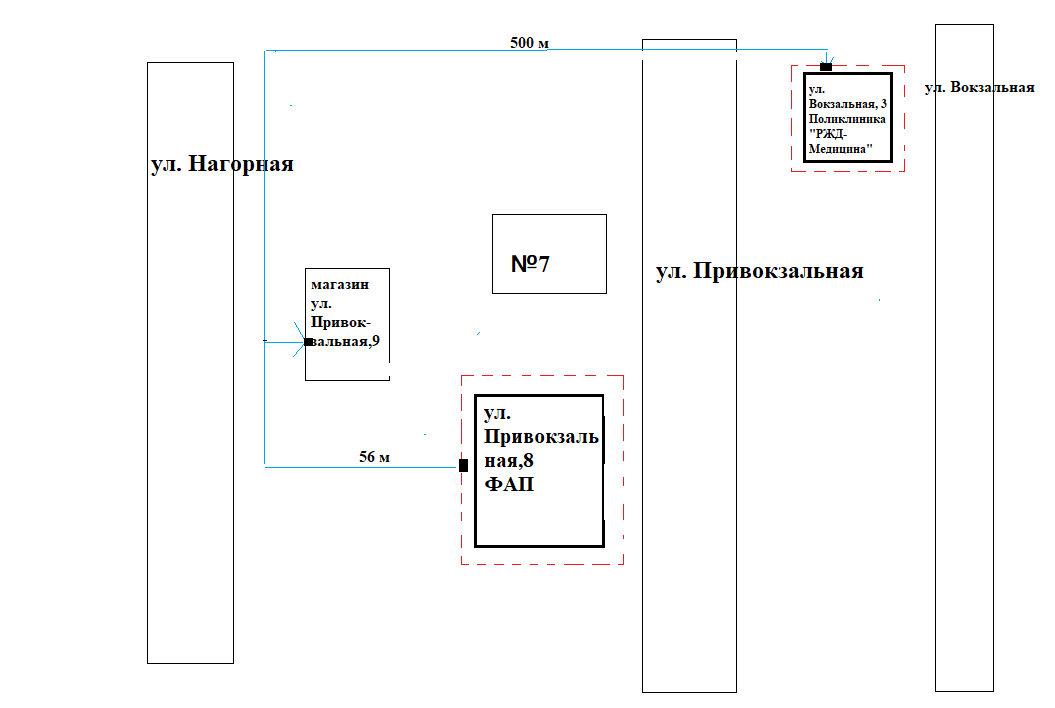 500 м
ул.
Вокзальная, 3
Поликлиника
"РЖД-
Медицина"
ул. Вокзальная
ул. Нагорная
№7
ул. Привокзальная
магазин
ул.
Привок-
зальная,9
ул.
Привокзаль
ная,8
ФАП
56 м